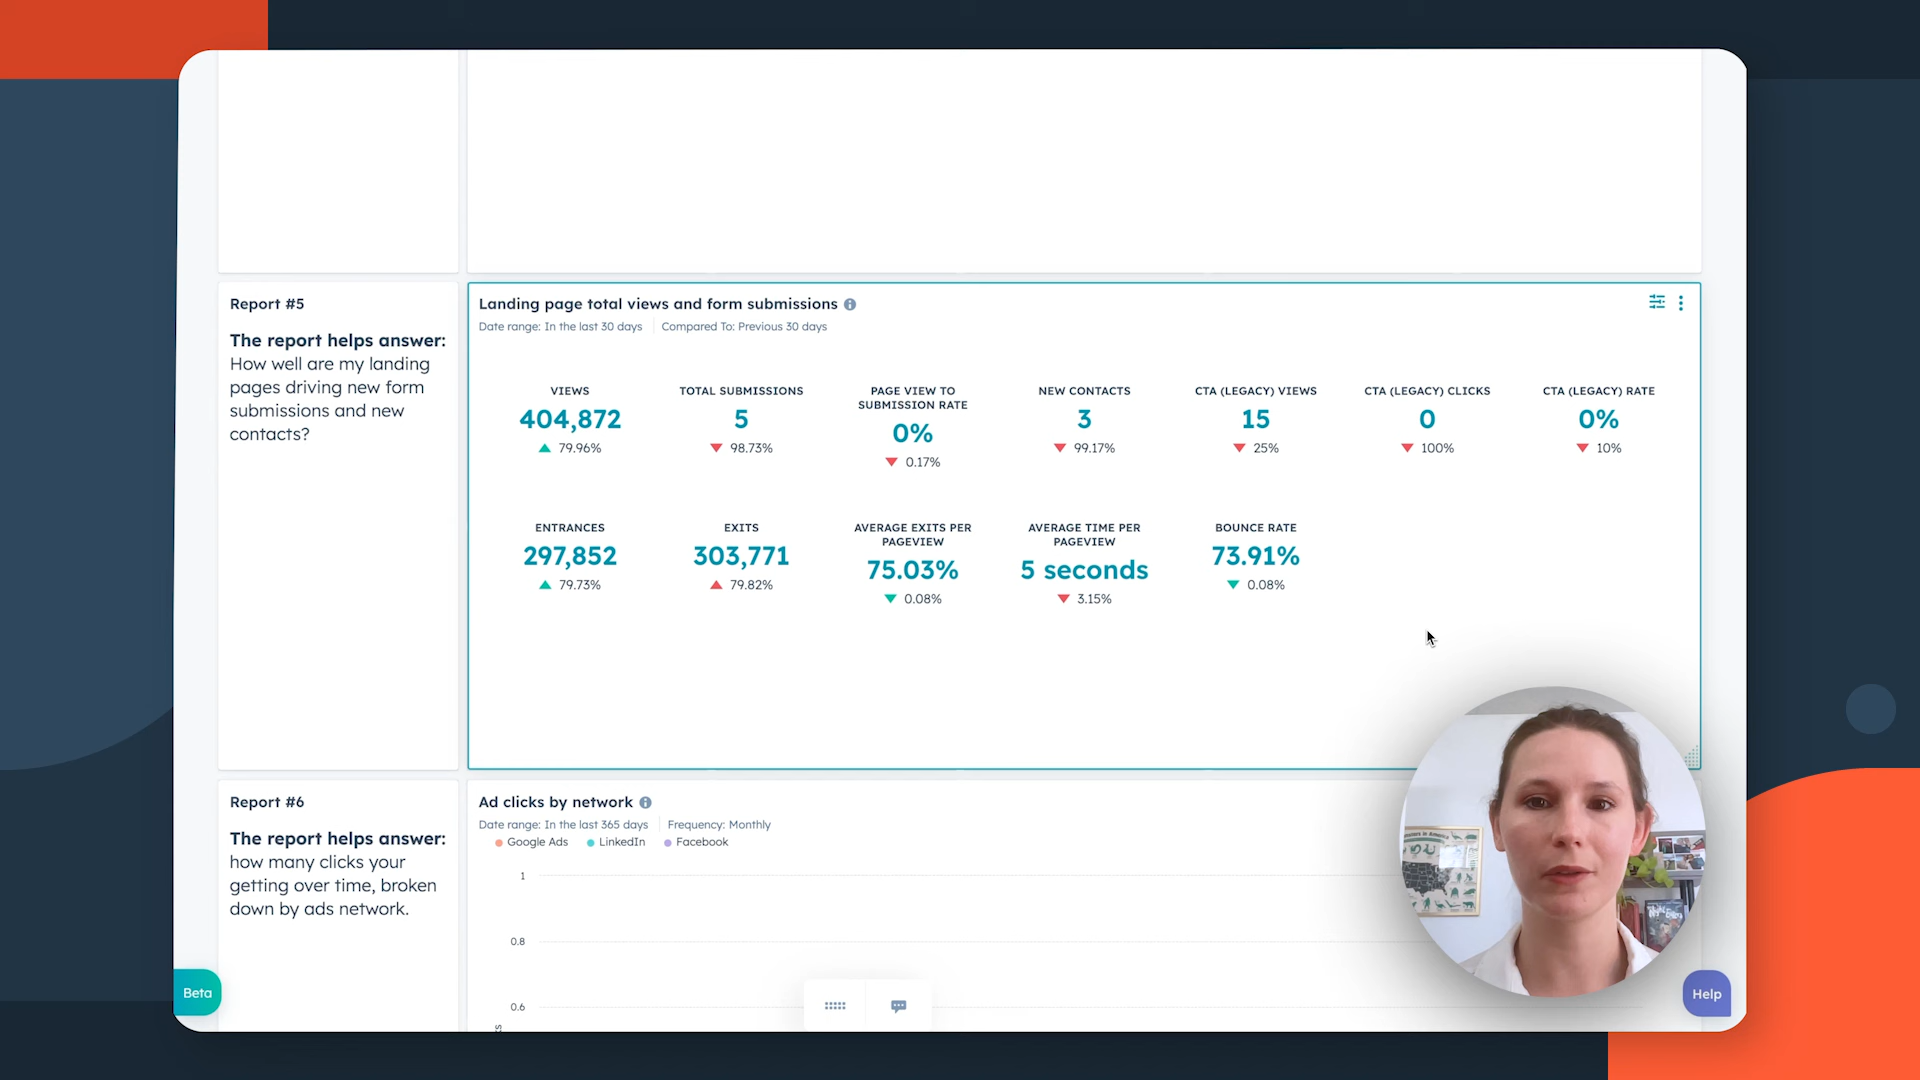 Report #5
The report helps answer:
How well are my landing
pages driving new form
submissions and new
contacts?
Landing page total views and form submissions
Date range: In the last 30 days
Compared To: Previous 30 days
VIEWS
404,872
79.96%
TOTAL SUBMISSIONS
5
98.73%
PAGE VIEW TO
SUBMISSION RATE
0%
0.17%
NEW CONTACTS
3
99.17%
CTA (LEGACY) VIEWS
15
25%
CTA (LEGACY) CLICKS
0
100%
CTA (LEGACY) RATE
0%
10%
ENTRANCES
297,852
79.73%
EXITS
303,771
79.82%
AVERAGE EXITS PER
PAGEVIEW
75.03%
0.08%
AVERAGE TIME PER
PAGEVIEW
5 seconds
3.15%
BOUNCE RATE
73.91%
0.08%
Report #6
The report helps answer:
how many clicks your
getting over time, broken
down by ads network.
Ad clicks by network
Date range: In the last 365 days
Frequency: Monthly
Google Ads
LinkedIn
Facebook
1
0.8
0.6
Beta
Help